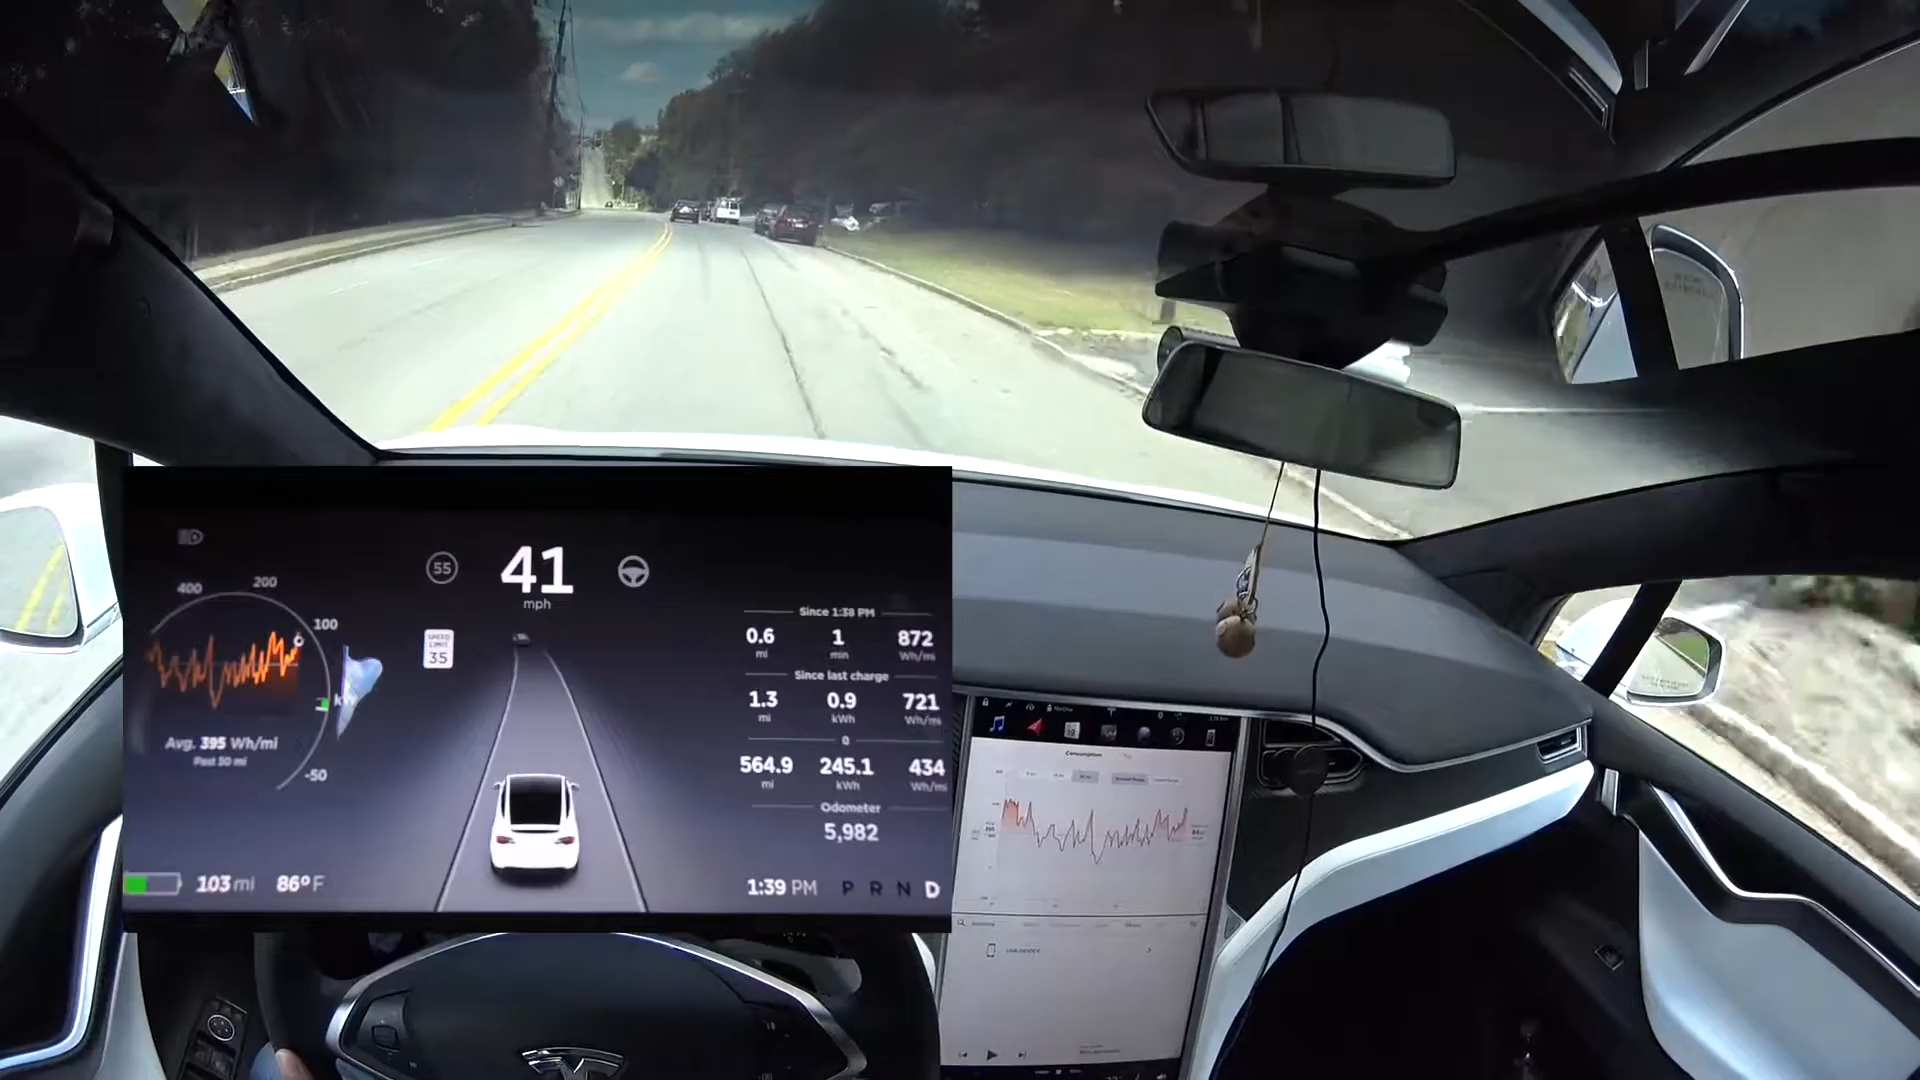 55
41
mph
SPEED
LIMIT
35
400
200
100
-50
Avg. 395 Wh/mi
Past 30 mi
Since 1:38 PM
0.6 1 872
mi min Wh/mi
Since last charge
1.3 0.9 721
mi kWh Wh/mi
0
564.9 245.1 434
mi kWh Wh/mi
Odometer
5,982
103 mi 86°F
1:39 PM P R N D
Consumption
USB DEVICE